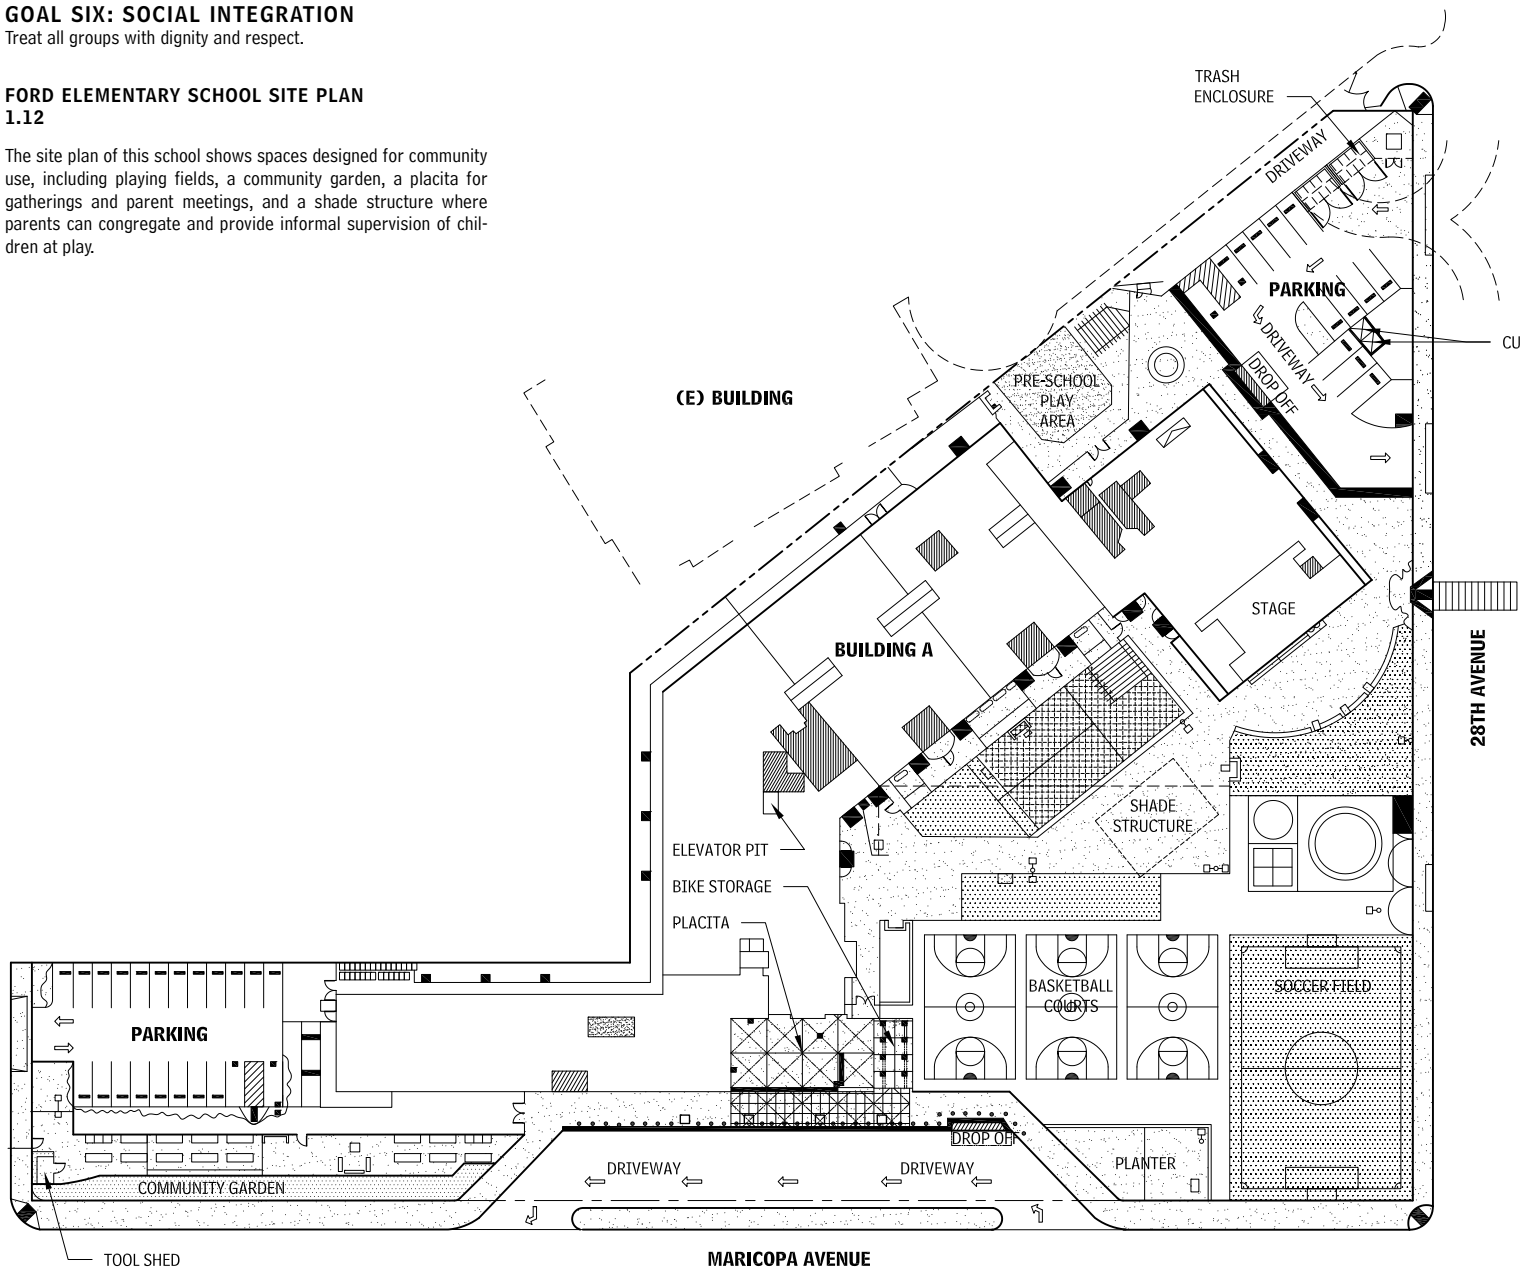 GOAL SIX: SOCIAL INTEGRATION
Treat all groups with dignity and respect.
FORD ELEMENTARY SCHOOL SITE PLAN
1.12
The site plan of this school shows spaces designed for community
use, including playing fields, a community garden, a placita for
gatherings and parent meetings, and a shade structure where
parents can congregate and provide informal supervision of chil-
dren at play.
TRASH
ENCLOSURE
DRIVEWAY
PARKING
CU
DRIVEWAY
DROP OFF
(E) BUILDING
PRE-SCHOOL
PLAY
AREA
STAGE
BUILDING A
28TH AVENUE
SHADE
STRUCTURE
ELEVATOR PIT
BIKE STORAGE
PLACITA
BASKETBALL
COURTS
SOCCER FIELD
PARKING
DROP OFF
DRIVEWAY
DRIVEWAY
PLANTER
COMMUNITY GARDEN
TOOL SHED
MARICOPA AVENUE